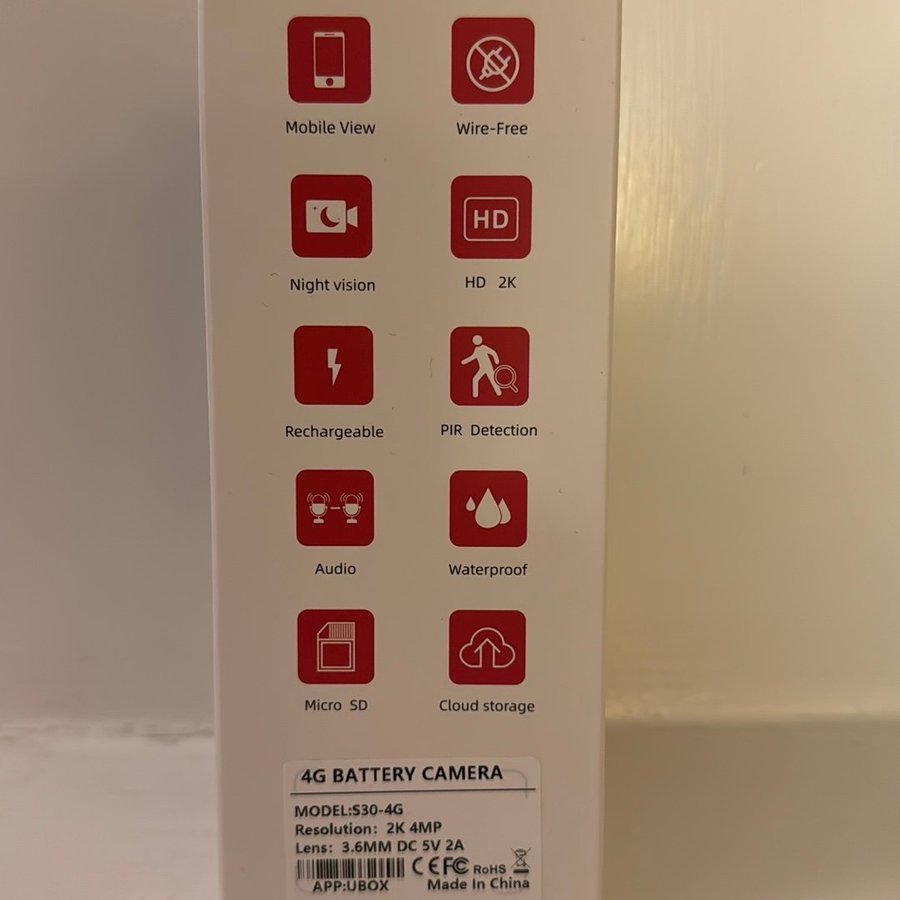 Mobile View
Wire-Free
Night vision
HD
HD 2K
Rechargeable
PIR Detection
Audio
Waterproof
Micro SD
Cloud storage
4G BATTERY CAMERA
MODEL:S30-4G
Resolution: 2K 4MP
Lens: 3.6MM DC 5V 2A
CE FC RoHS
APP:UBOX Made In China